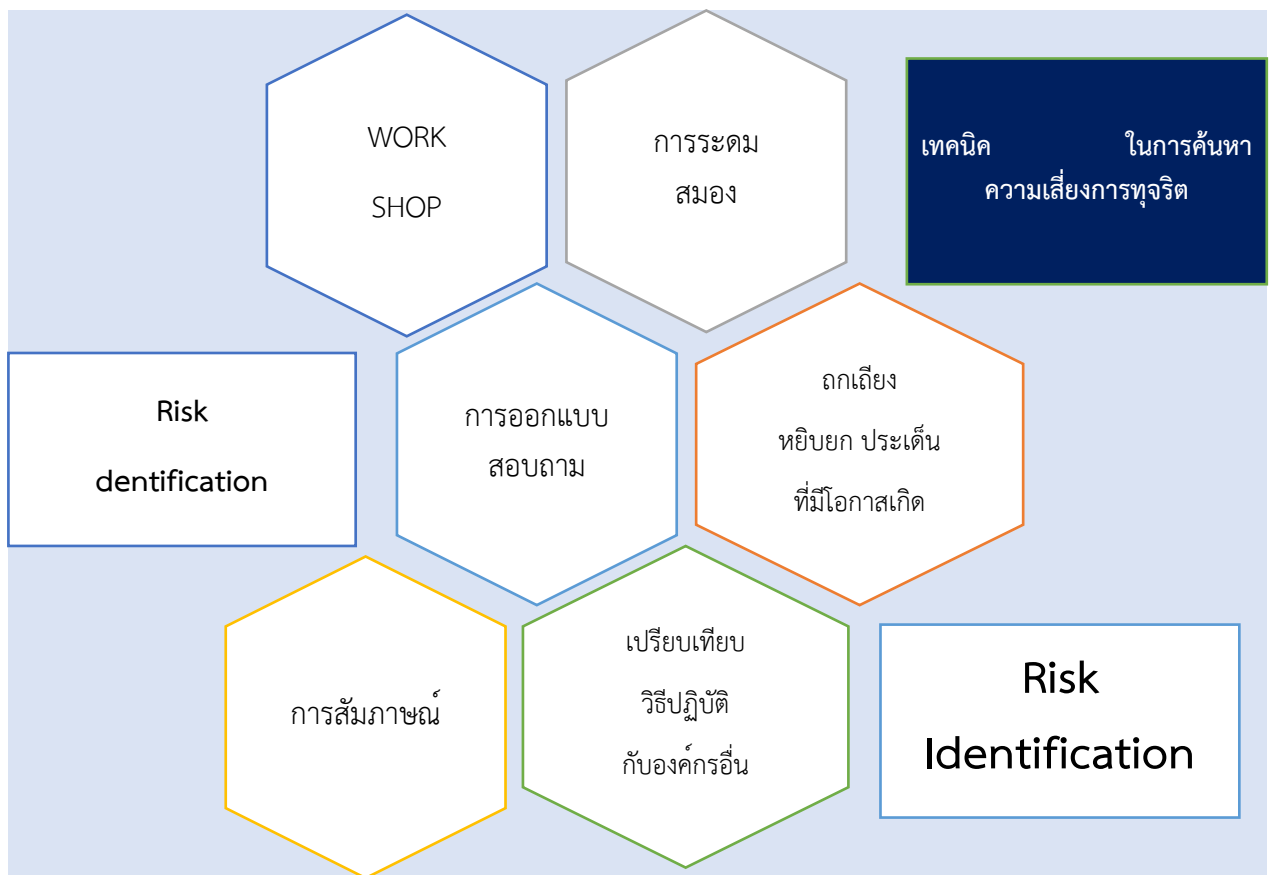 WORK
SHOP
การระดม
สมอง
เทคนิค ในการค้นหา
ความเสี่ยงการทุจริต
Risk
dentification
การออกแบบ
สอบถาม
ถกเถียง
หยิบยก ประเด็น
ที่มีโอกาสเกิด
การสัมภาษณ์
เปรียบเทียบ
วิธีปฏิบัติ
กับองค์กรอื่น
Risk
Identification